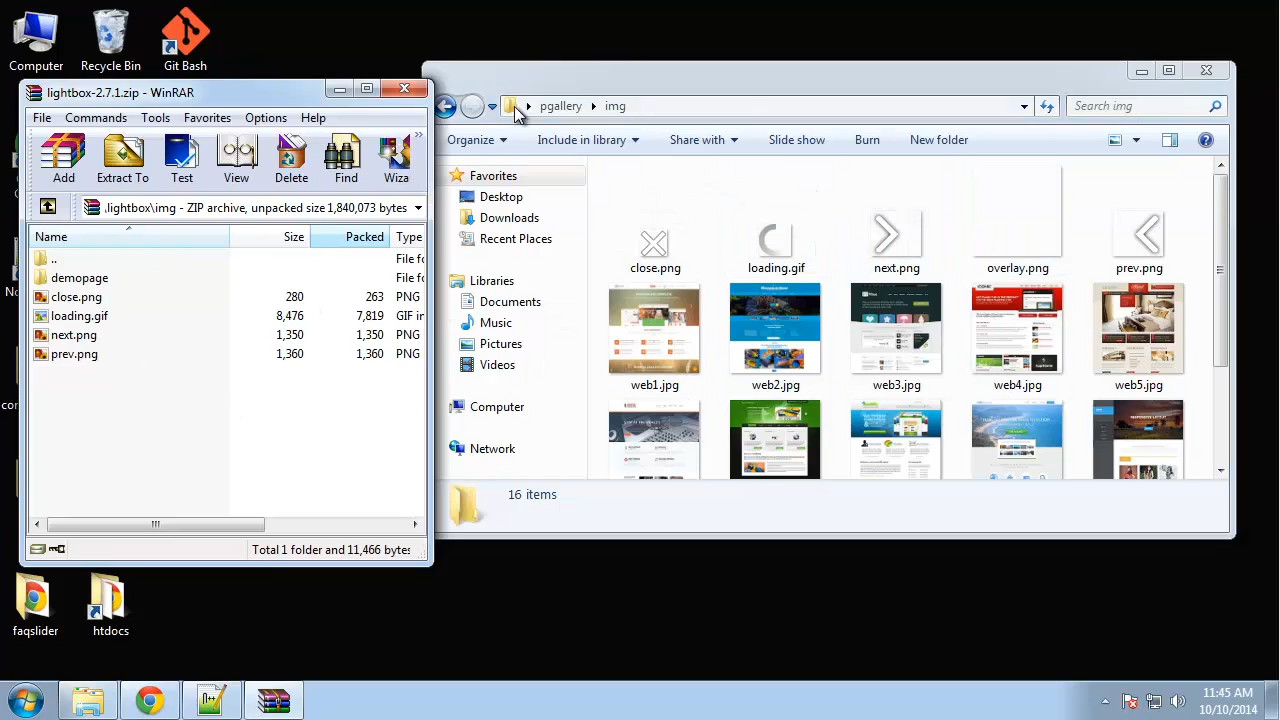 Computer
Recycle Bin
Git Bash
lightbox-2.7.1.zip - WinRAR
File Commands Tools Favorites Options Help
Add Extract To Test View Delete Find Wiza
lightbox\img - ZIP archive, unpacked size 1,840,073 bytes
Name Size Packed Type
.. File fo
demopage File fo
close.png 280 263 PNG
loading.gif 8,476 7,819 GIF in
next.png 1,350 1,350 PNG
prev.png 1,360 1,360 PNG
Total 1 folder and 11,466 bytes
pgallery img
Search img
Organize Include in library Share with Slide show Burn New folder
Favorites
Desktop
Downloads
Recent Places
Libraries
Documents
Music
Pictures
Videos
Computer
Network
close.png loading.gif next.png overlay.png prev.png
web1.jpg web2.jpg web3.jpg web4.jpg web5.jpg
16 items
faqslider
htdocs
11:45 AM
10/10/2014